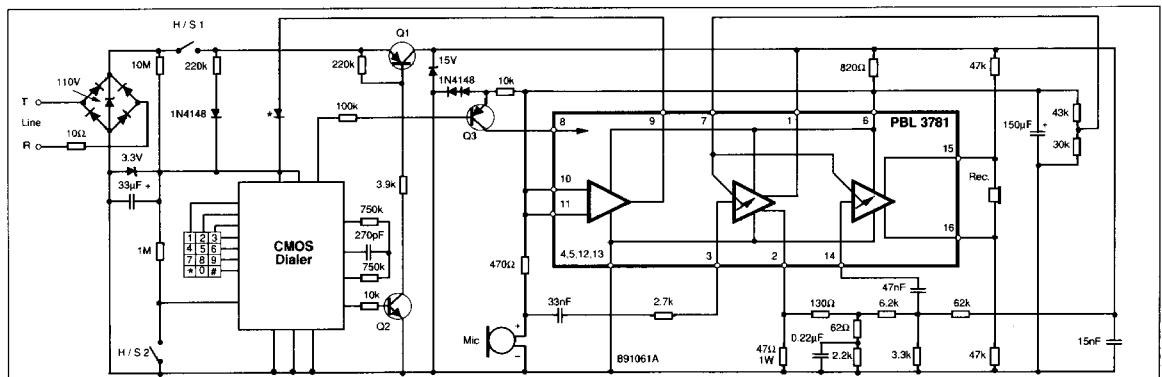 H / S 1
Q1
10M
220k
220k
15V
820Ω
47k
110V
1N4148
10k
T
1N4148
*
100k
9
7
1
6
PBL 3781
43k
Line
Q3
8
150µF
+
30k
10Ω
R
15
3.3V
10
Rec.
33µF +
3.9k
11
750k
16
1 2 3
4 5 6
7 8 9
* 0 #
CMOS
Dialer
270pF
1M
750k
470Ω
4,5,12,13
3
2
14
47nF
10k
33nF
2.7k
130Ω
6.2k
62k
Q2
+
62Ω
H / S 2
Mic
0.22µF
–
891061A
47Ω
1W
2.2k
3.3k
47k
15nF